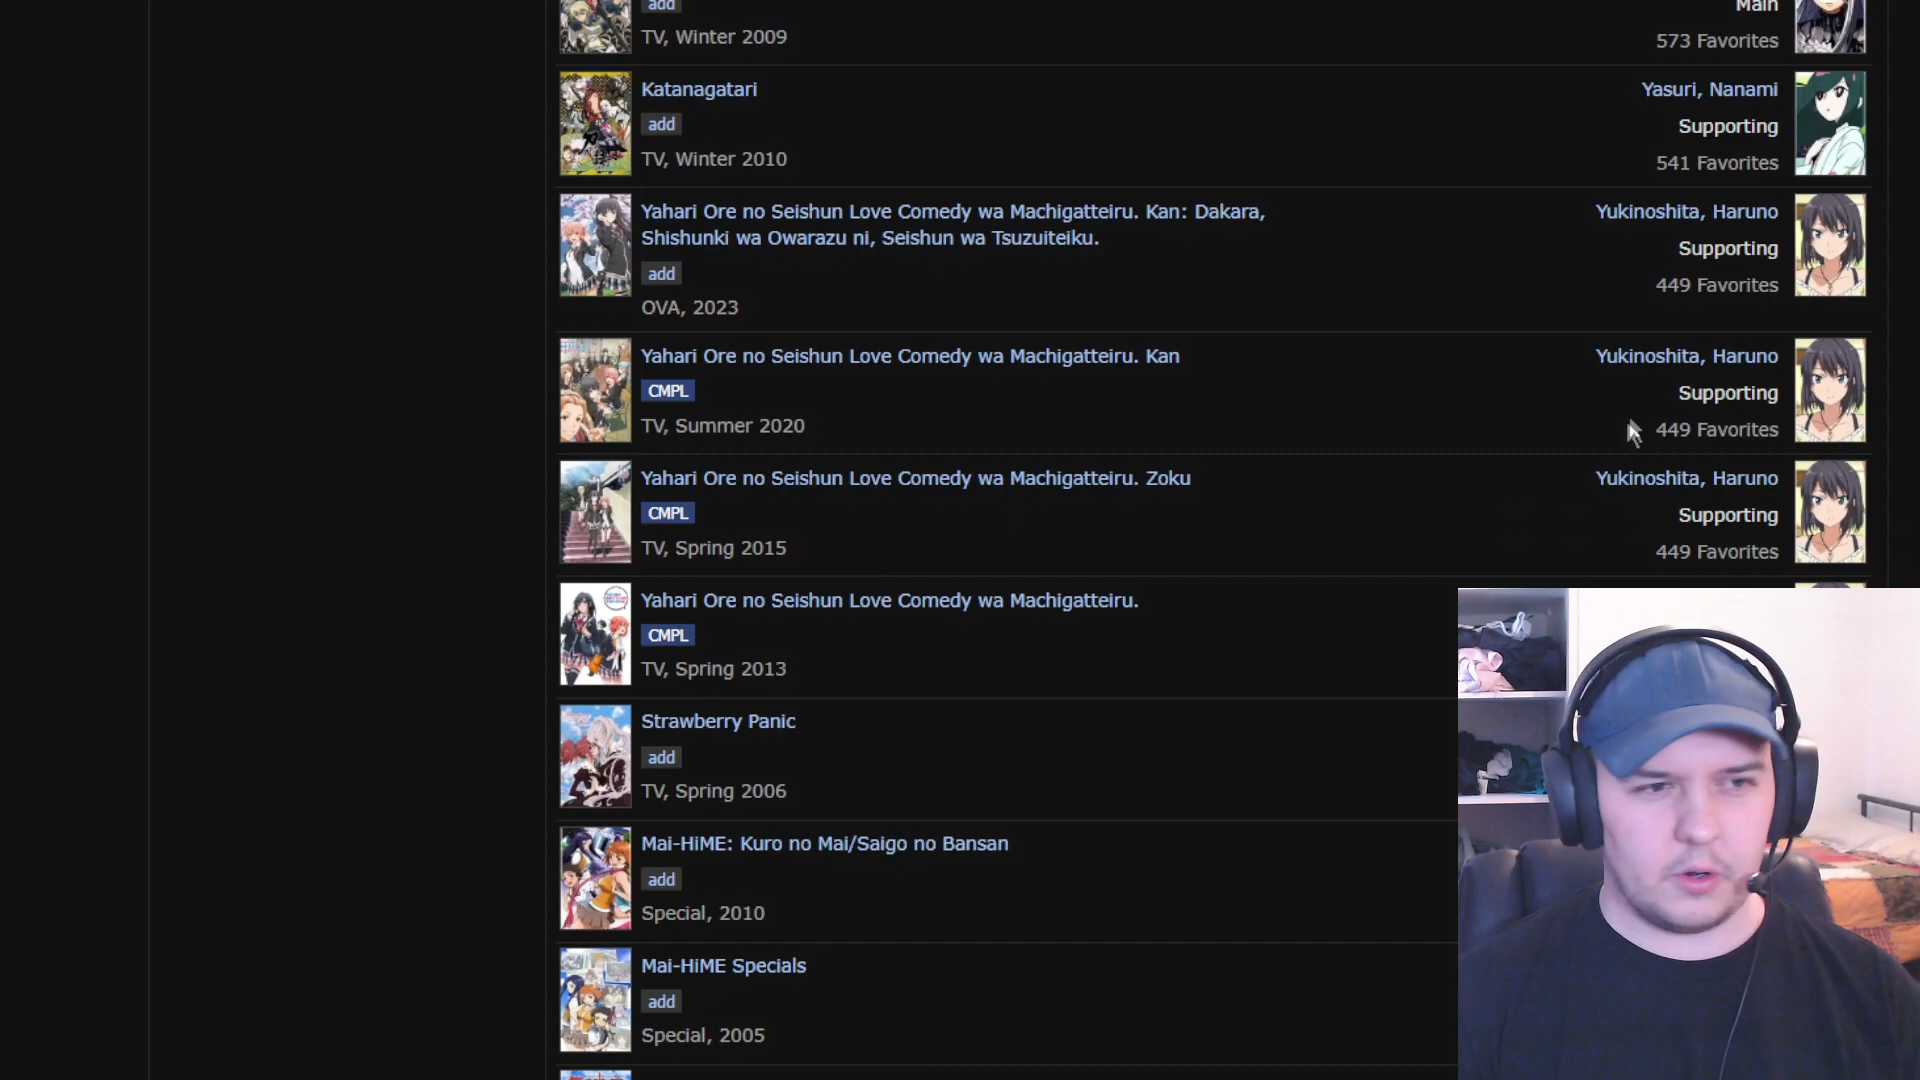 add
Main
TV, Winter 2009
573 Favorites
Katanagatari
Yasuri, Nanami
add
Supporting
TV, Winter 2010
541 Favorites
Yahari Ore no Seishun Love Comedy wa Machigatteiru. Kan: Dakara,
Yukinoshita, Haruno
Shishunki wa Owarazu ni, Seishun wa Tsuzuiteiku.
Supporting
add
449 Favorites
OVA, 2023
Yahari Ore no Seishun Love Comedy wa Machigatteiru. Kan
Yukinoshita, Haruno
CMPL
Supporting
TV, Summer 2020
449 Favorites
Yahari Ore no Seishun Love Comedy wa Machigatteiru. Zoku
Yukinoshita, Haruno
CMPL
Supporting
TV, Spring 2015
449 Favorites
Yahari Ore no Seishun Love Comedy wa Machigatteiru.
CMPL
TV, Spring 2013
Strawberry Panic
add
TV, Spring 2006
Mai-HiME: Kuro no Mai/Saigo no Bansan
add
Special, 2010
Mai-HiME Specials
add
Special, 2005